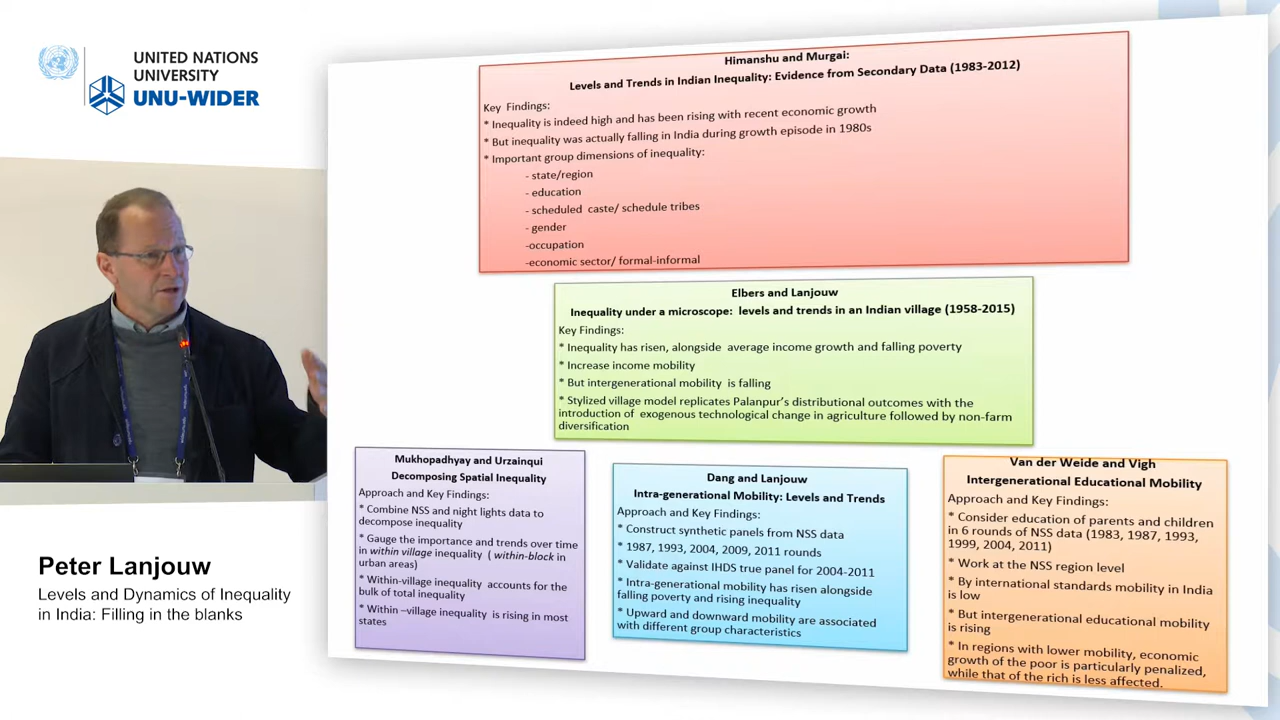 UNITED NATIONS
UNIVERSITY
UNU-WIDER
Himanshu and Murgai:
Levels and Trends in Indian Inequality: Evidence from Secondary Data (1983-2012)
Key Findings:
* Inequality is indeed high and has been rising with recent economic growth
* But inequality was actually falling in India during growth episode in 1980s
* Important group dimensions of inequality:
- state/region
- education
- scheduled caste/ schedule tribes
- gender
-occupation
-economic sector/ formal-informal
Elbers and Lanjouw
Inequality under a microscope: levels and trends in an Indian village (1958-2015)
Key Findings:
* Inequality has risen, alongside average income growth and falling poverty
* Increase income mobility
* But intergenerational mobility is falling
* Stylized village model replicates Palanpur's distributional outcomes with the
introduction of exogenous technological change in agriculture followed by non-farm
diversification
Mukhopadhyay and Urzainqui
Decomposing Spatial Inequality
Approach and Key Findings:
* Combine NSS and night lights data to
decompose inequality
* Gauge the importance and trends over time
in within village inequality ( within-block in
urban areas)
* Within-village inequality accounts for the
bulk of total inequality
* Within –village inequality is rising in most
states
Dang and Lanjouw
Intra-generational Mobility: Levels and Trends
Approach and Key Findings:
* Construct synthetic panels from NSS data
* 1987, 1993, 2004, 2009, 2011 rounds
* Validate against IHDS true panel for 2004-2011
* Intra-generational mobility has risen alongside
falling poverty and rising inequality
* Upward and downward mobility are associated
with different group characteristics
Van der Weide and Vigh
Intergenerational Educational Mobility
Approach and Key Findings:
* Consider education of parents and children
in 6 rounds of NSS data (1983, 1987, 1993,
1999, 2004, 2011)
* Work at the NSS region level
* By international standards mobility in India
is low
* But intergenerational educational mobility
is rising
* In regions with lower mobility, economic
growth of the poor is particularly penalized,
while that of the rich is less affected.
Peter Lanjouw
Levels and Dynamics of Inequality
in India: Filling in the blanks